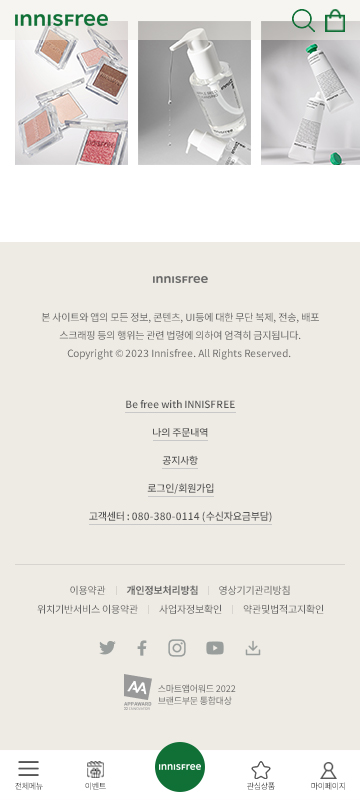 innisfree
innisfree
본 사이트와 앱의 모든 정보, 콘텐츠, UI등에 대한 무단 복제, 전송, 배포
스크래핑 등의 행위는 관련 법령에 의하여 엄격히 금지됩니다.
Copyright © 2023 Innisfree. All Rights Reserved.
Be free with INNISFREE
나의 주문내역
공지사항
로그인/회원가입
고객센터 : 080-380-0114 (수신자요금부담)
이용약관 개인정보처리방침 영상기기관리방침
위치기반서비스 이용약관 사업자정보확인 약관및법적고지확인
AA
APP AWARD
스마트앱어워드 2022
브랜드부문 통합대상
전체메뉴 이벤트 innisfree 관심상품 마이페이지